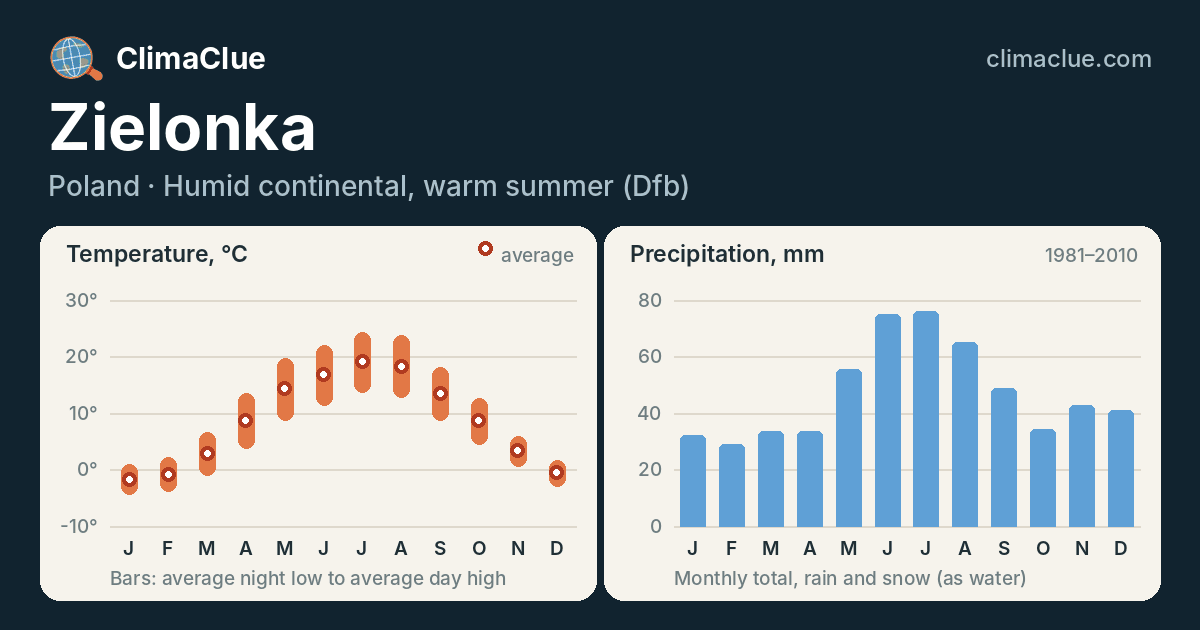 ClimaClue
climaclue.com
Zielonka
Poland · Humid continental, warm summer (Dfb)
Temperature, °C
average
30°
20°
10°
0°
-10°
J F M A M J J A S O N D
Bars: average night low to average day high
Precipitation, mm
1981–2010
80
60
40
20
0
J F M A M J J A S O N D
Monthly total, rain and snow (as water)